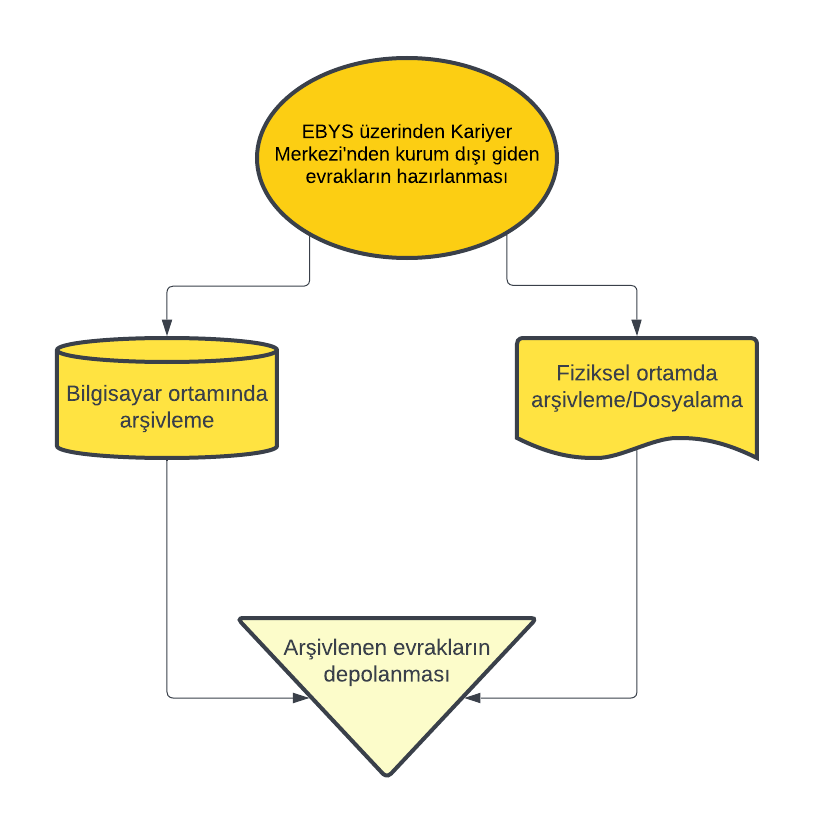 EBYS üzerinden Kariyer
Merkezi'nden kurum dışı giden
evrakların hazırlanması
Bilgisayar ortamında
arşivleme
Fiziksel ortamda
arşivleme/Dosyalama
Arşivlenen evrakların
depolanması